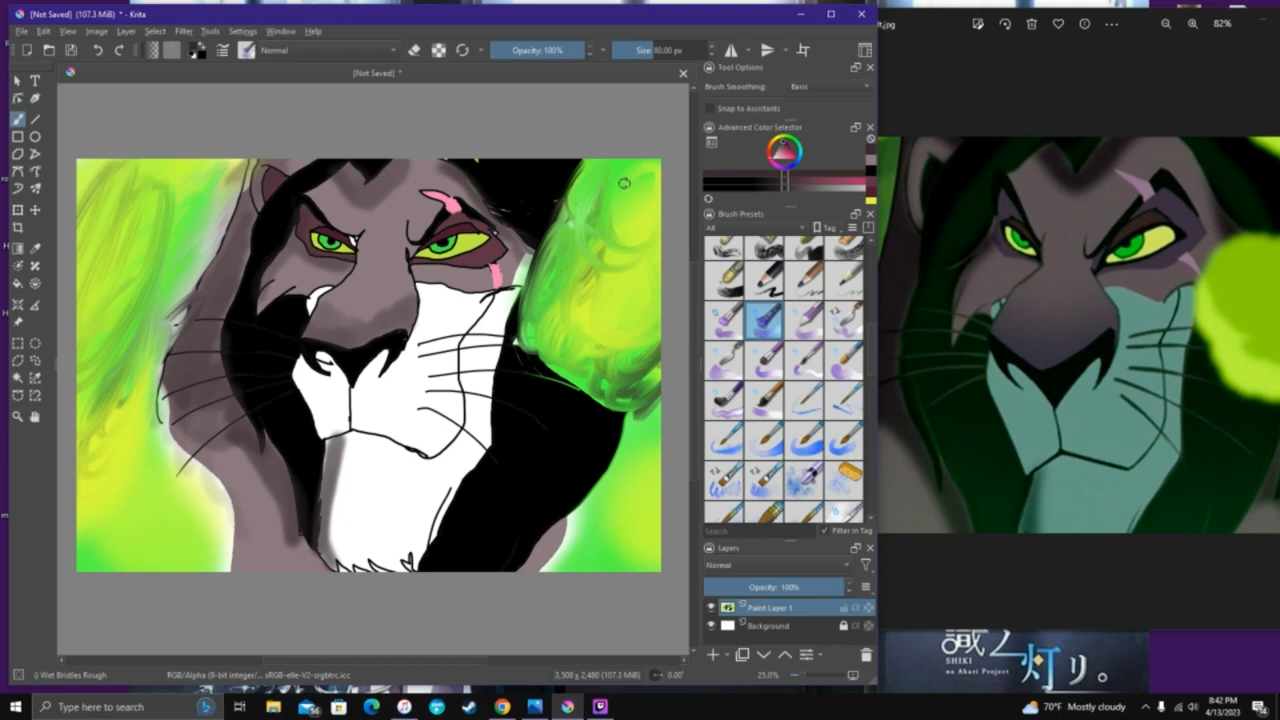 [Not Saved] (107.3 MiB) * - Krita
File Edit View Image Layer Select Filter Tools Settings Window Help
Normal
Opacity: 100%
Size: 80.00 px
[Not Saved] *
Tool Options
Brush Smoothing: Basic
Snap to Assistants
Advanced Color Selector
Brush Presets
All
Tag
Search
Filter in Tag
Layers
Normal
Opacity: 100%
Paint Layer 1
Background
i) Wet Bristles Rough
RGB/Alpha (8-bit integer/... sRGB-elle-V2-srgbtrc.icc
3,508 x 2,480 (107.3 MiB)
0.00°
25.0%
.jpg
82%
識之
灯り。
SHIKI
no Akari Project
Type here to search
56
70°F Mostly cloudy
8:42 PM
4/13/2023